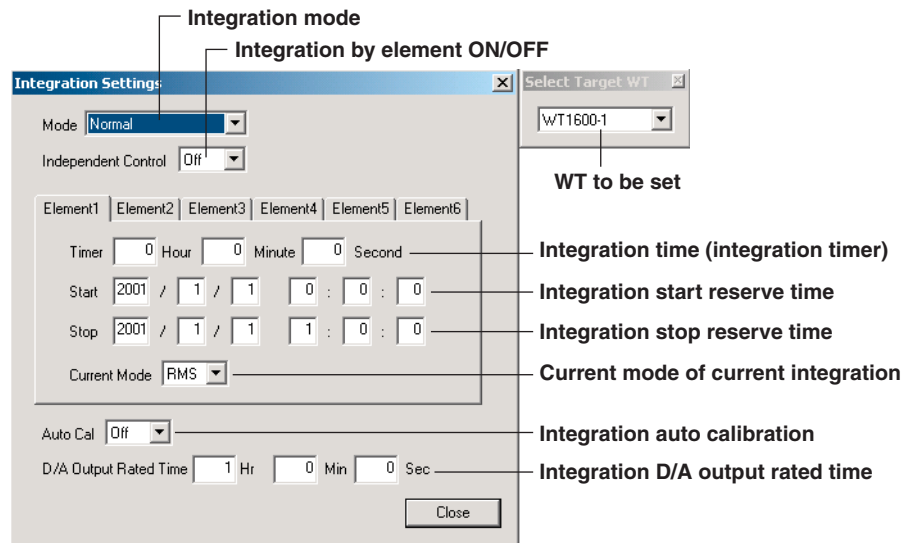 Integration mode
Integration by element ON/OFF
Integration Settings
Select Target WT
Mode Normal
WT1600-1
Independent Control Off
WT to be set
Element1 Element2 Element3 Element4 Element5 Element6
Timer 0 Hour 0 Minute 0 Second
Integration time (integration timer)
Start 2001 / 1 / 1 0 : 0 : 0
Integration start reserve time
Stop 2001 / 1 / 1 1 : 0 : 0
Integration stop reserve time
Current Mode RMS
Current mode of current integration
Auto Cal Off
Integration auto calibration
D/A Output Rated Time 1 Hr 0 Min 0 Sec
Integration D/A output rated time
Close